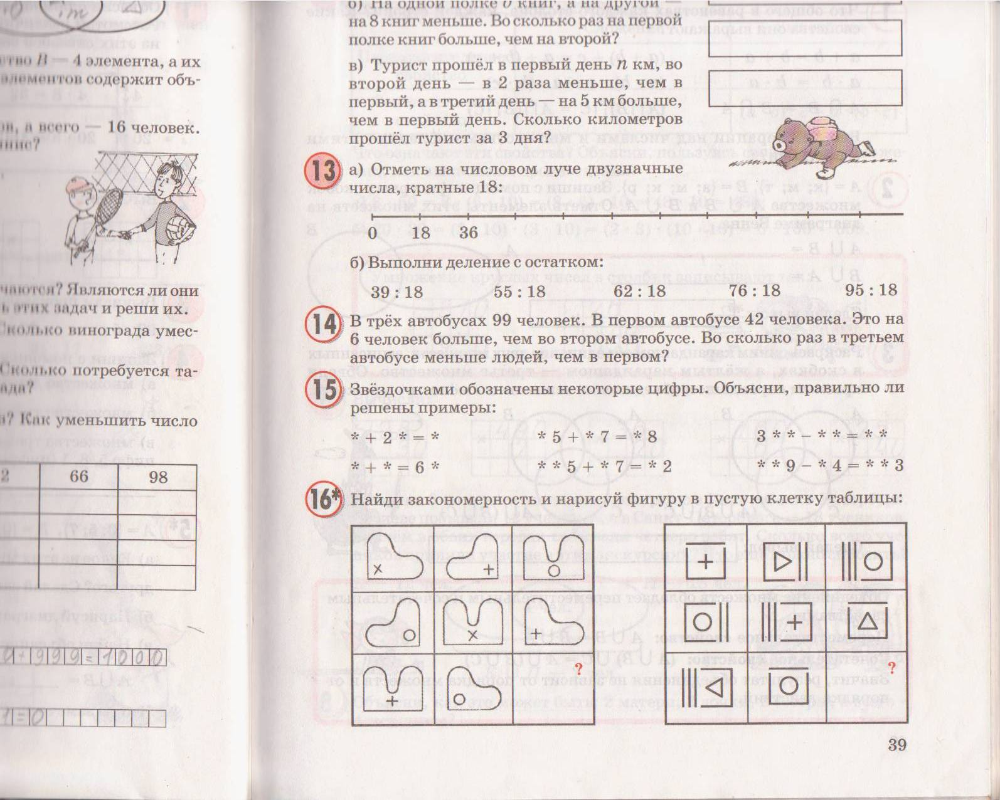 ство В — 4 элемента, а их
элементов содержит объ-
ов, а всего — 16 человек.
ннис?
чаются? Являются ли они
ь этих задач и реши их.
Сколько винограда умес-
Сколько потребуется та-
ада?
? Как уменьшить число
2 66 98
0+999=1000
1=0
б) На одной полке b книг, а на другой —
на 8 книг меньше. Во сколько раз на первой
полке книг больше, чем на второй?
в) Турист прошёл в первый день n км, во
второй день — в 2 раза меньше, чем в
первый, а в третий день — на 5 км больше,
чем в первый день. Сколько километров
прошёл турист за 3 дня?
13 а) Отметь на числовом луче двузначные
числа, кратные 18:
0 18 36
б) Выполни деление с остатком:
39 : 18 55 : 18 62 : 18 76 : 18 95 : 18
14 В трёх автобусах 99 человек. В первом автобусе 42 человека. Это на
6 человек больше, чем во втором автобусе. Во сколько раз в третьем
автобусе меньше людей, чем в первом?
15 Звёздочками обозначены некоторые цифры. Объясни, правильно ли
решены примеры:
* + 2 * = * * 5 + * 7 = * 8 3 * * – * * = * *
* + * = 6 * * * 5 + * 7 = * 2 * * 9 – * 4 = * * 3
16* Найди закономерность и нарисуй фигуру в пустую клетку таблицы:
? ?
39